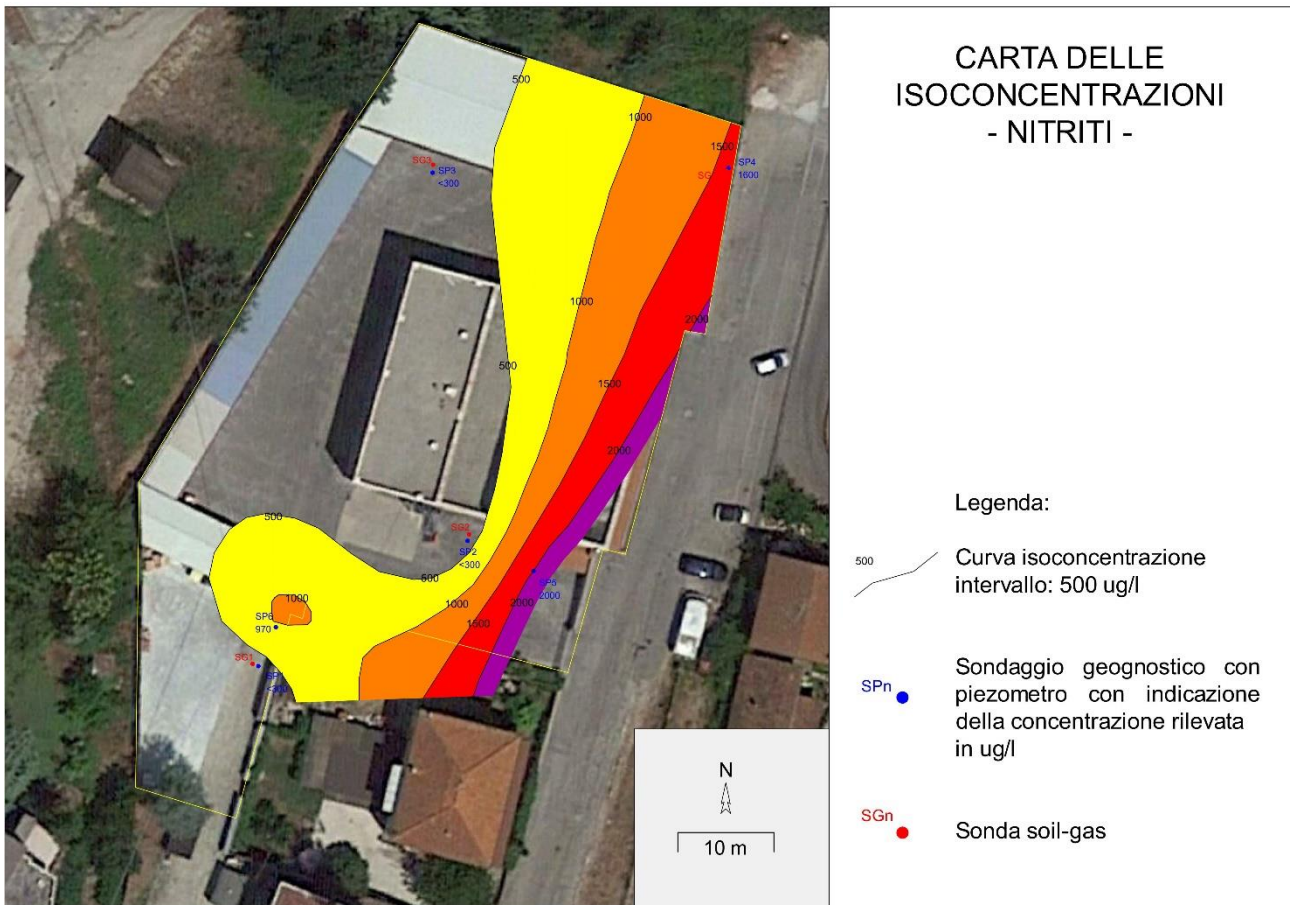 CARTA DELLE
ISOCONCENTRAZIONI
- NITRITI -
500
1000
1500
SG3
SP3
<300
SG
SP4
1600
1000
2000
500
1500
2000
500
SG2
SP2
<300
500
SP5
2000
1000
1000
2000
1500
SP6
970
SG1
<300
N
10 m
Legenda:
500
Curva isoconcentrazione
intervallo: 500 ug/l
SPn
Sondaggio geognostico con
piezometro con indicazione
della concentrazione rilevata
in ug/l
SGn
Sonda soil-gas